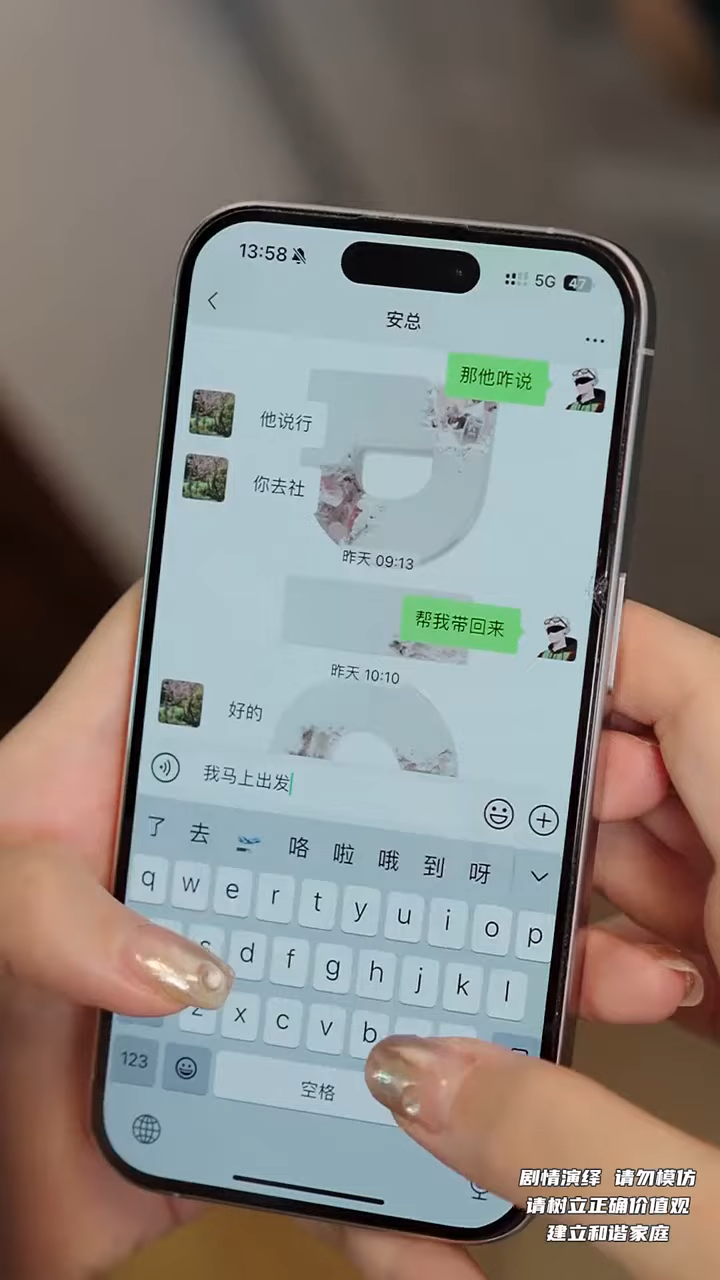 13:58
5G
47
安总
那他咋说
他说行
你去社
昨天 09:13
帮我带回来
昨天 10:10
好的
我马上出发
了 去 咯 啦 哦 到 呀
q w e r t y u i o p
s d f g h j k l
z x c v b
123
空格
剧情演绎 请勿模仿
请树立正确价值观
建立和谐家庭